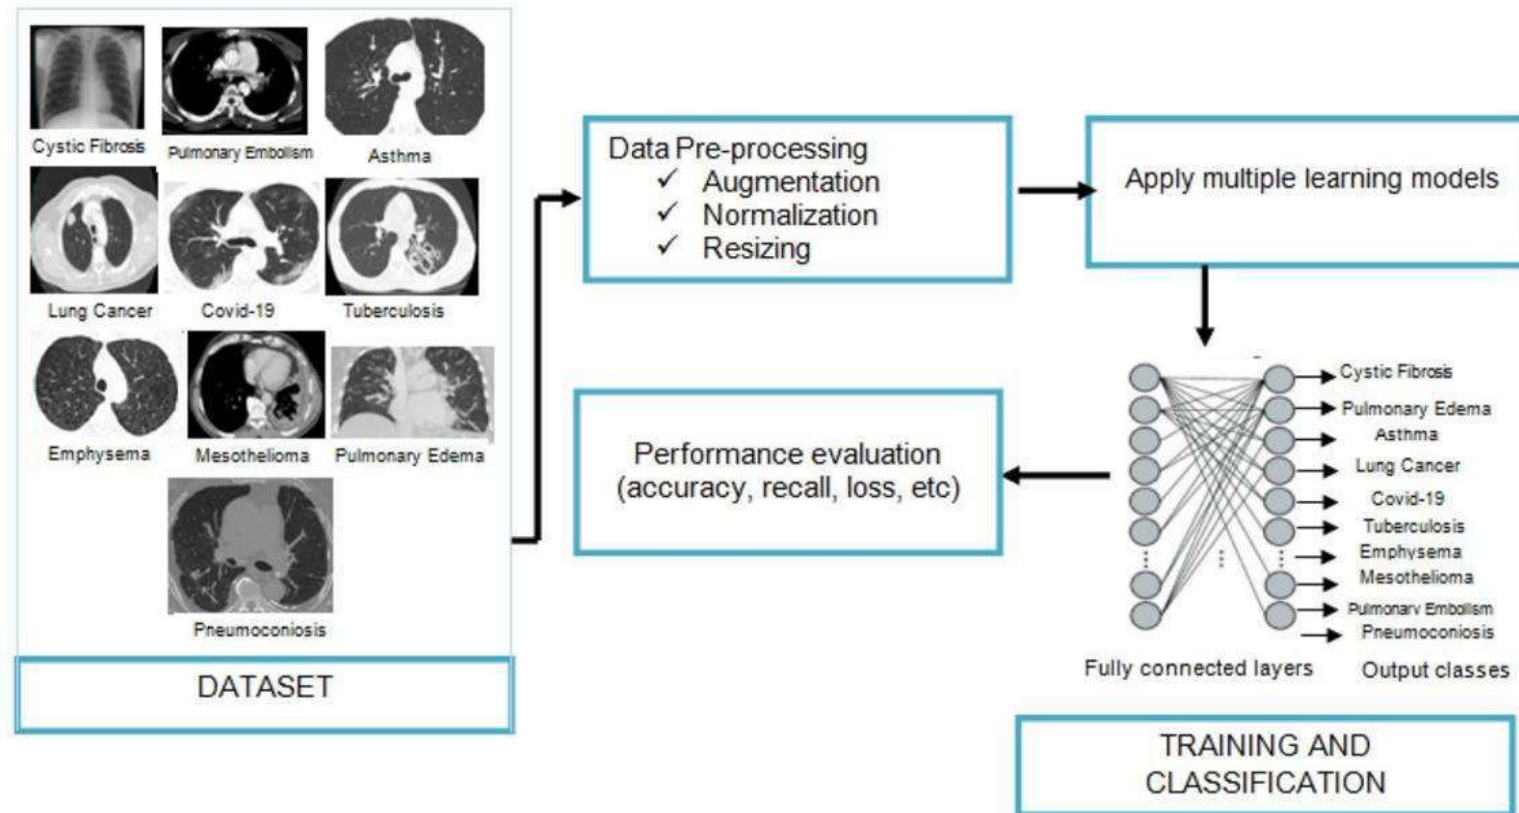 Cystic Fibrosis
Pulmonary Embolism
Asthma
Lung Cancer
Covid-19
Tuberculosis
Emphysema
Mesothelioma
Pulmonary Edema
Pneumoconiosis
DATASET
Data Pre-processing
✓ Augmentation
✓ Normalization
✓ Resizing
Apply multiple learning models
Cystic Fibrosis
Pulmonary Edema
Asthma
Lung Cancer
Covid-19
Tuberculosis
Emphysema
Mesothelioma
Pulmonary Embolism
Pneumoconiosis
Fully connected layers
Output classes
Performance evaluation
(accuracy, recall, loss, etc)
TRAINING AND
CLASSIFICATION